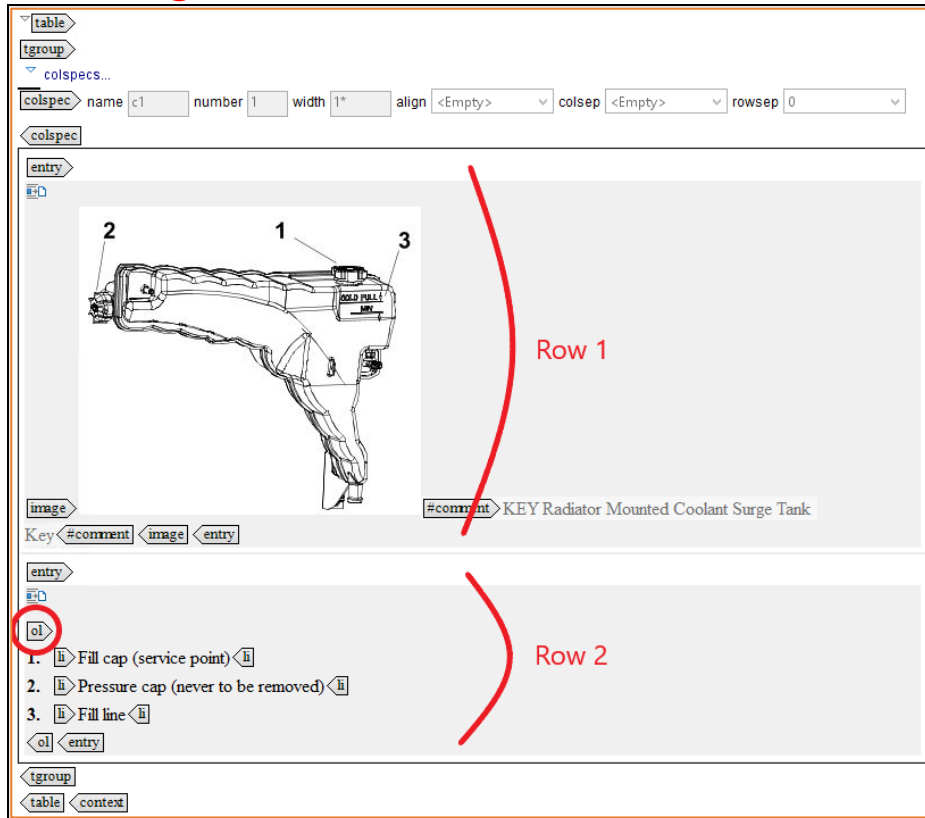 table
tgroup
colspecs...
colspec name c1 number 1 width 1* align <Empty> colsep <Empty> rowsep 0
colspec
entry
2 1 3
COLD FULL
MIN
Row 1
image #comment KEY Radiator Mounted Coolant Surge Tank
Key #comment image entry
entry
ol
Row 2
1. li Fill cap (service point) li
2. li Pressure cap (never to be removed) li
3. li Fill line li
ol entry
tgroup
table context